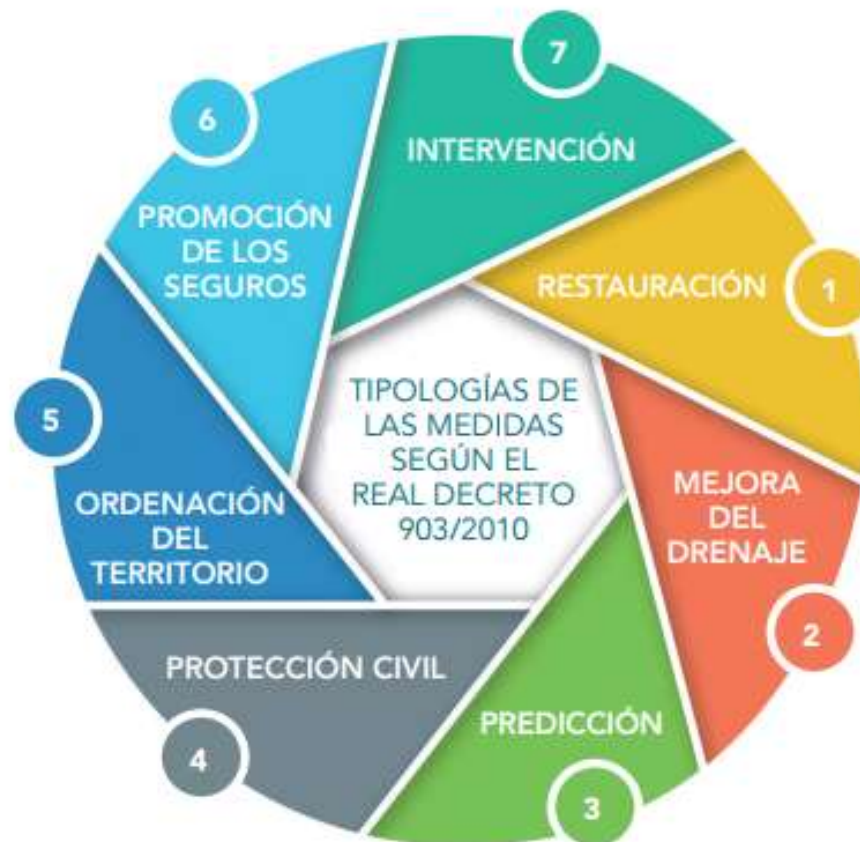 TIPOLOGÍAS DE
LAS MEDIDAS
SEGÚN EL
REAL DECRETO
903/2010
1
RESTAURACIÓN
2
MEJORA
DEL
DRENAJE
3
PREDICCIÓN
4
PROTECCIÓN CIVIL
5
ORDENACIÓN
DEL
TERRITORIO
6
PROMOCIÓN
DE LOS
SEGUROS
7
INTERVENCIÓN